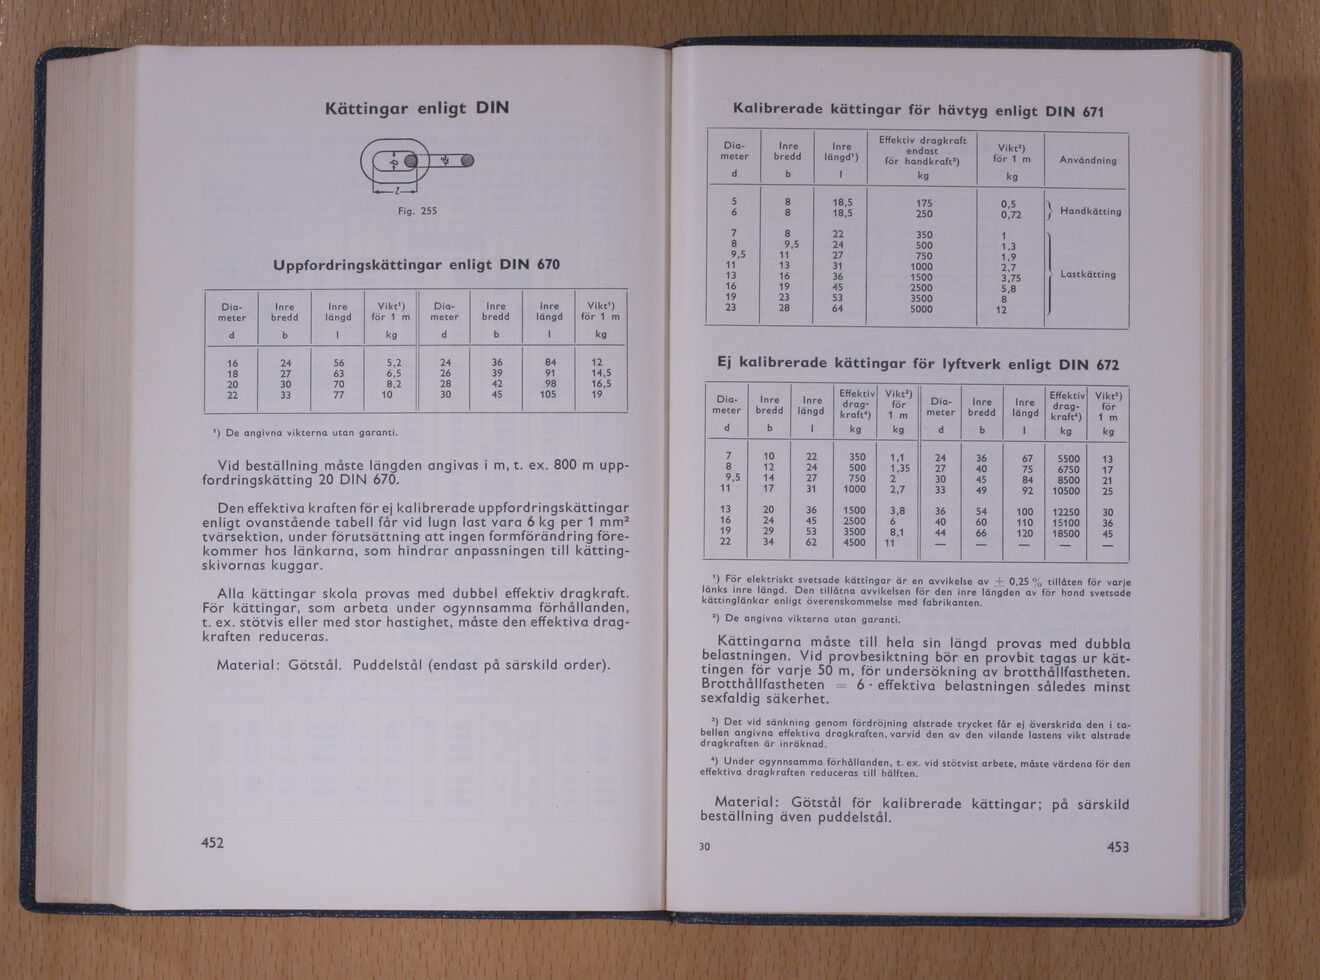 Kättingar enligt DIN
b
d
l
Fig. 255
Uppfordringskättingar enligt DIN 670
Dia- Inre Inre Vikt¹) Dia- Inre Inre Vikt¹)
meter bredd längd för 1 m meter bredd längd för 1 m
d b l kg d b l kg
16 24 56 5,2 24 36 84 12
18 27 63 6,5 26 39 91 14,5
20 30 70 8,2 28 42 98 16,5
22 33 77 10 30 45 105 19
¹) De angivna vikterna utan garanti.
Vid beställning måste längden angivas i m, t. ex. 800 m upp-
fordringskätting 20 DIN 670.
Den effektiva kraften för ej kalibrerade uppfordringskättingar
enligt ovanstående tabell får vid lugn last vara 6 kg per 1 mm²
tvärsektion, under förutsättning att ingen formförändring före-
kommer hos länkarna, som hindrar anpassningen till kätting-
skivornas kuggar.
Alla kättingar skola provas med dubbel effektiv dragkraft.
För kättingar, som arbeta under ogynnsamma förhållanden,
t. ex. stötvis eller med stor hastighet, måste den effektiva drag-
kraften reduceras.
Material: Götstål. Puddelstål (endast på särskild order).
452
Kalibrerade kättingar för hävtyg enligt DIN 671
Dia- Inre Inre Effektiv dragkraft Vikt²) Användning
meter bredd längd¹) endast för 1 m
för handkraft³)
d b l kg kg
5 8 18,5 175 0,5
6 8 18,5 250 0,72 Handkätting
7 8 22 350 1
8 9,5 24 500 1,3
9,5 11 27 750 1,9
11 13 31 1000 2,7
13 16 36 1500 3,75 Lastkätting
16 19 45 2500 5,8
19 23 53 3500 8
23 28 64 5000 12
Ej kalibrerade kättingar för lyftverk enligt DIN 672
Dia- Inre Inre Effektiv Vikt²) Dia- Inre Inre Effektiv Vikt²)
meter bredd längd drag- för meter bredd längd drag- för
kraft⁴) 1 m kraft⁴) 1 m
d b l kg kg d b l kg kg
7 10 22 350 1,1 24 36 67 5500 13
8 12 24 500 1,35 27 40 75 6750 17
9,5 14 27 750 2 30 45 84 8500 21
11 17 31 1000 2,7 33 49 92 10500 25
13 20 36 1500 3,8 36 54 100 12250 30
16 24 45 2500 6 40 60 110 15100 36
19 29 53 3500 8,1 44 66 120 18500 45
22 34 62 4500 11 — — — — —
¹) För elektriskt svetsade kättingar är en avvikelse av ± 0,25 % tillåten för varje
länks inre längd. Den tillåtna avvikelsen för den inre längden av för hand svetsade
kättinglänkar enligt överenskommelse med fabrikanten.
²) De angivna vikterna utan garanti.
Kättingarna måste till hela sin längd provas med dubbla
belastningen. Vid provbesiktning bör en provbit tagas ur kät-
tingen för varje 50 m, för undersökning av brotthållfastheten.
Brotthållfastheten = 6 · effektiva belastningen således minst
sexfaldig säkerhet.
³) Det vid sänkning genom fördröjning alstrade trycket får ej överskrida den i ta-
bellen angivna effektiva dragkraften, varvid den av den vilande lastens vikt alstrade
dragkraften är inräknad.
⁴) Under ogynnsamma förhållanden, t. ex. vid stötvist arbete, måste värdena för den
effektiva dragkraften reduceras till hälften.
Material: Götstål för kalibrerade kättingar; på särskild
beställning även puddelstål.
30 453